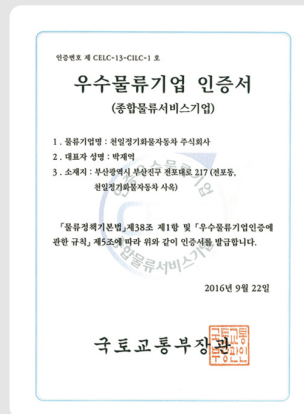 인증번호 제 CELC-13-CILC-1 호
우수물류기업 인증서
(종합물류서비스기업)
1. 물류기업명 : 천일정기화물자동차 주식회사
2. 대표자 성명 : 박재억
3. 소재지 : 부산광역시 부산진구 전포대로 217 (전포동,
천일정기화물자동차 사옥)
「물류정책기본법」제38조 제1항 및 「우수물류기업인증에
관한 규칙」제5조에 따라 위와 같이 인증서를 발급합니다.
2016년 9월 22일
국토교통부장관